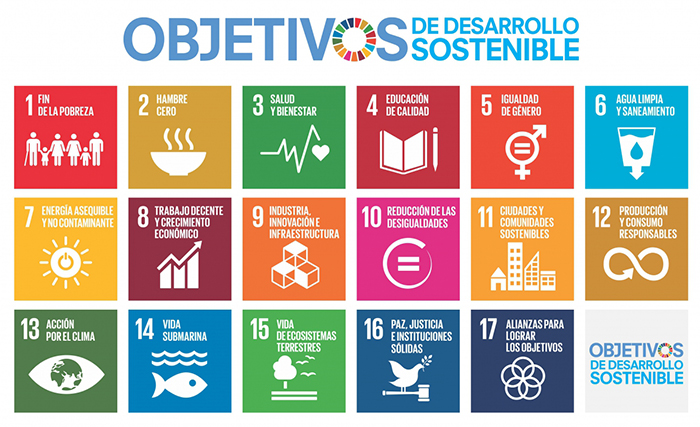 OBJETIVOS
DE DESARROLLO
SOSTENIBLE
1 FIN
DE LA POBREZA
2 HAMBRE
CERO
3 SALUD
Y BIENESTAR
4 EDUCACIÓN
DE CALIDAD
5 IGUALDAD
DE GÉNERO
6 AGUA LIMPIA
Y SANEAMIENTO
7 ENERGÍA ASEQUIBLE
Y NO CONTAMINANTE
8 TRABAJO DECENTE
Y CRECIMIENTO
ECONÓMICO
9 INDUSTRIA,
INNOVACIÓN E
INFRAESTRUCTURA
10 REDUCCIÓN DE LAS
DESIGUALDADES
11 CIUDADES Y
COMUNIDADES
SOSTENIBLES
12 PRODUCCIÓN
Y CONSUMO
RESPONSABLES
13 ACCIÓN
POR EL CLIMA
14 VIDA
SUBMARINA
15 VIDA
DE ECOSISTEMAS
TERRESTRES
16 PAZ, JUSTICIA
E INSTITUCIONES
SÓLIDAS
17 ALIANZAS PARA
LOGRAR
LOS OBJETIVOS
OBJETIVOS
DE DESARROLLO
SOSTENIBLE